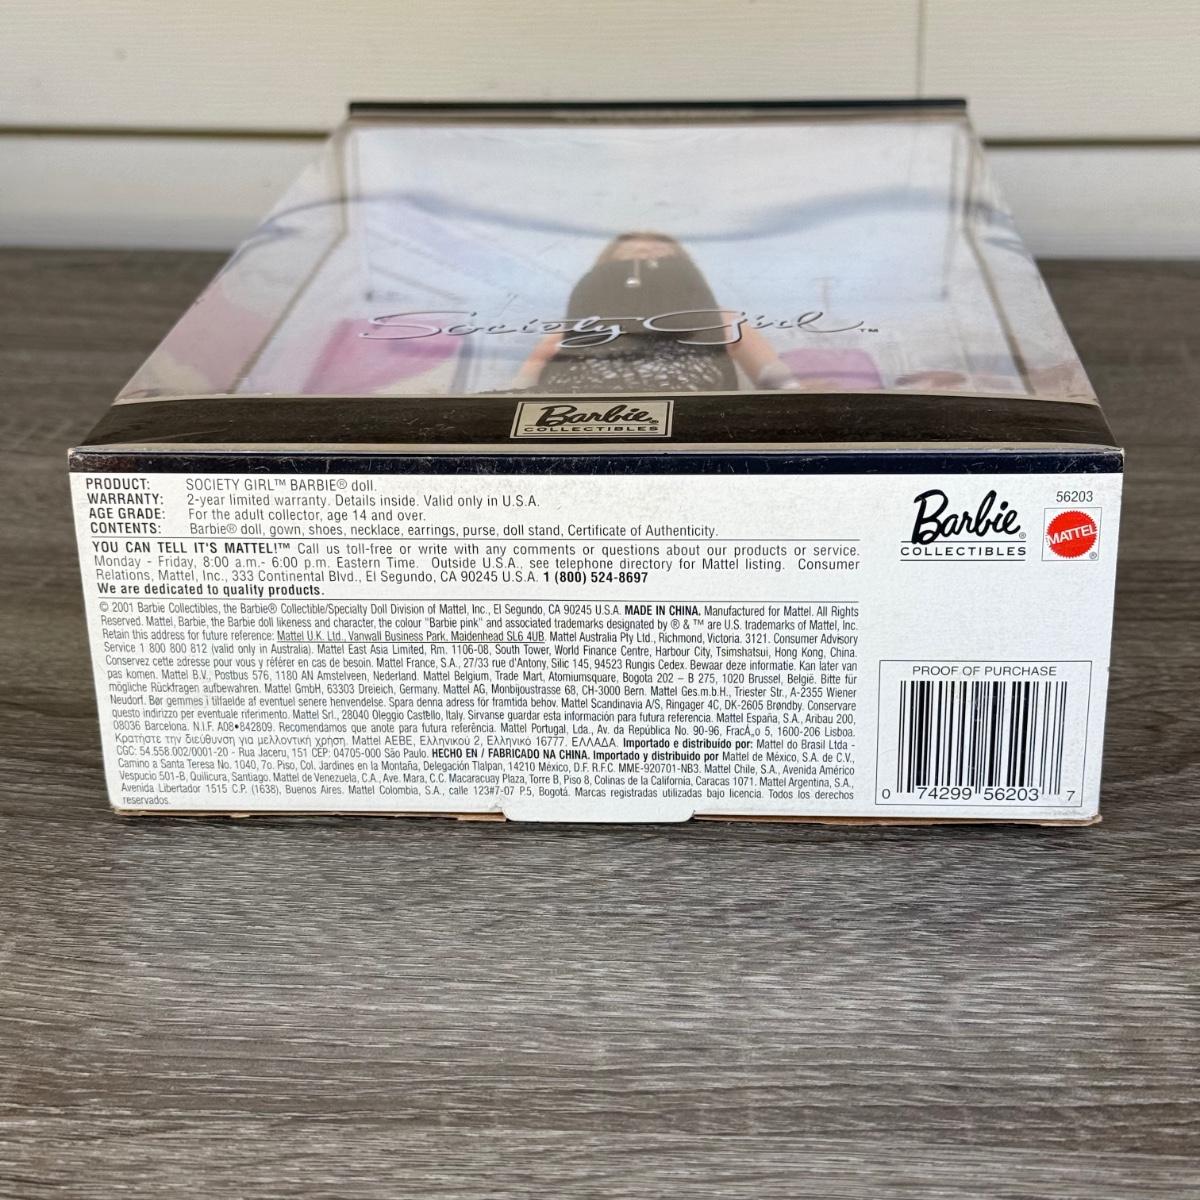 Society Girl™
Barbie®
COLLECTIBLES
PRODUCT: SOCIETY GIRL™ BARBIE® doll.
WARRANTY: 2-year limited warranty. Details inside. Valid only in U.S.A.
AGE GRADE: For the adult collector, age 14 and over.
CONTENTS: Barbie® doll, gown, shoes, necklace, earrings, purse, doll stand, Certificate of Authenticity.
YOU CAN TELL IT'S MATTEL!™ Call us toll-free or write with any comments or questions about our products or service.
Monday - Friday, 8:00 a.m.- 6:00 p.m. Eastern Time. Outside U.S.A., see telephone directory for Mattel listing. Consumer
Relations, Mattel, Inc., 333 Continental Blvd., El Segundo, CA 90245 U.S.A. 1 (800) 524-8697
We are dedicated to quality products.
© 2001 Barbie Collectibles, the Barbie® Collectible/Specialty Doll Division of Mattel, Inc., El Segundo, CA 90245 U.S.A. MADE IN CHINA. Manufactured for Mattel. All Rights
Reserved. Mattel, Barbie, the Barbie doll likeness and character, the colour "Barbie pink" and associated trademarks designated by ® & ™ are U.S. trademarks of Mattel, Inc.
Retain this address for future reference: Mattel U.K. Ltd., Vanwall Business Park, Maidenhead SL6 4UB. Mattel Australia Pty Ltd., Richmond, Victoria. 3121. Consumer Advisory
Service 1 800 800 812 (valid only in Australia). Mattel East Asia Limited, Rm. 1106-08, South Tower, World Finance Centre, Harbour City, Tsimshatsui, Hong Kong, China.
Conservez cette adresse pour vous y référer en cas de besoin. Mattel France, S.A., 27/33 rue d'Antony, Silic 145, 94523 Rungis Cedex. Bewaar deze informatie. Kan later van
pas komen. Mattel B.V., Postbus 576, 1180 AN Amstelveen, Nederland. Mattel Belgium, Trade Mart, Atomiumsquare, Bogota 202 – B 275, 1020 Brussel, België. Bitte für
mögliche Rückfragen aufbewahren. Mattel GmbH, 63303 Dreieich, Germany. Mattel AG, Monbijoustrasse 68, CH-3000 Bern. Mattel Ges.m.b.H., Triester Str., A-2355 Wiener
Neudorf. Bør gemmes i tilfaelde af eventuel senere henvendelse. Spara denna adress för framtida behov. Mattel Scandinavia A/S, Ringager 4C, DK-2605 Brøndby. Conservare
questo indirizzo per eventuale riferimento. Mattel Srl., 28040 Oleggio Castello, Italy. Sirvanse guardar esta información para futura referencia. Mattel España, S.A., Aribau 200,
08036 Barcelona. N.I.F. A08•842809. Recomendamos que anote para futura referência. Mattel Portugal, Lda., Av. da República No. 90-96, FracÁ,o 5, 1600-206 Lisboa.
Κρατήστε την διεύθυνση για μελλοντική χρήση. Mattel AEBE, Ελληνικού 2, Ελληνικό 16777. ΕΛΛΑΔΑ. Importado e distribuído por: Mattel do Brasil Ltda -
CGC: 54.558.002/0001-20 - Rua Jaceru, 151 CEP: 04705-000 São Paulo. HECHO EN / FABRICADO NA CHINA. Importado y distribuido por Mattel de México, S.A. de C.V.,
Camino a Santa Teresa No. 1040, 7o. Piso, Col. Jardines en la Montaña, Delegación Tlalpan, 14210 México, D.F. R.F.C. MME-920701-NB3. Mattel Chile, S.A., Avenida Américo
Vespucio 501-B, Quilicura, Santiago. Mattel de Venezuela, C.A., Ave. Mara, C.C. Macaracuay Plaza, Torre B, Piso 8, Colinas de la California, Caracas 1071. Mattel Argentina, S.A.,
Avenida Libertador 1515 C.P. (1638), Buenos Aires. Mattel Colombia, S.A., calle 123#7-07 P.5, Bogotá. Marcas registradas utilizadas bajo licencia. Todos los derechos
reservados.
Barbie®
COLLECTIBLES
56203
MATTEL®
PROOF OF PURCHASE
0 74299 56203 7